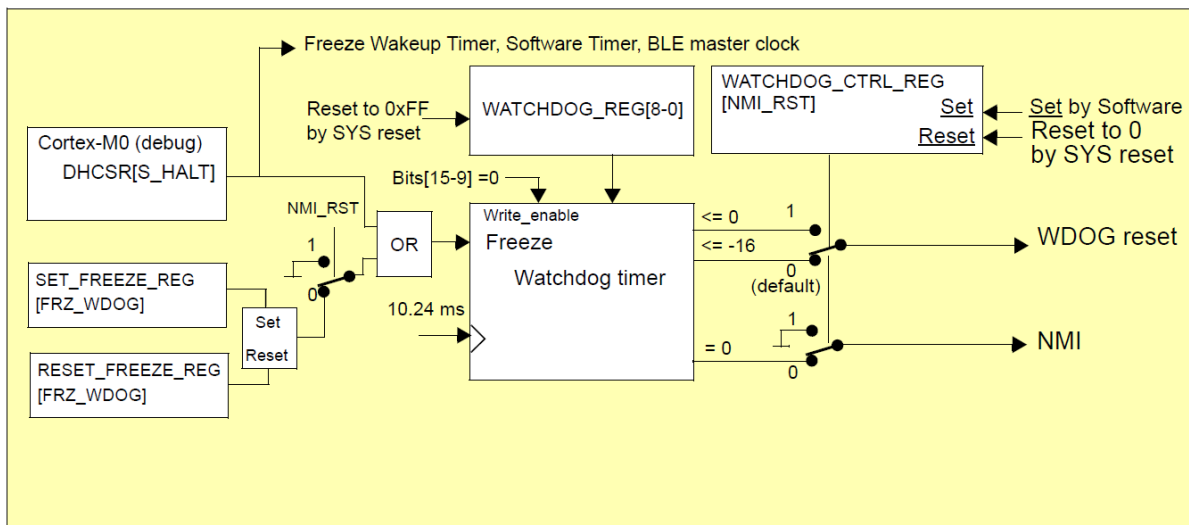 Freeze Wakeup Timer, Software Timer, BLE master clock
Reset to 0xFF
by SYS reset
WATCHDOG_REG[8-0]
WATCHDOG_CTRL_REG
[NMI_RST]
Set
Reset
Set by Software
Reset to 0
by SYS reset
Cortex-M0 (debug)
DHCSR[S_HALT]
Bits[15-9] =0
NMI_RST
1
0
OR
Write_enable
Freeze
Watchdog timer
<= 0
<= -16
1
0
(default)
WDOG reset
SET_FREEZE_REG
[FRZ_WDOG]
Set
Reset
RESET_FREEZE_REG
[FRZ_WDOG]
10.24 ms
= 0
1
0
NMI